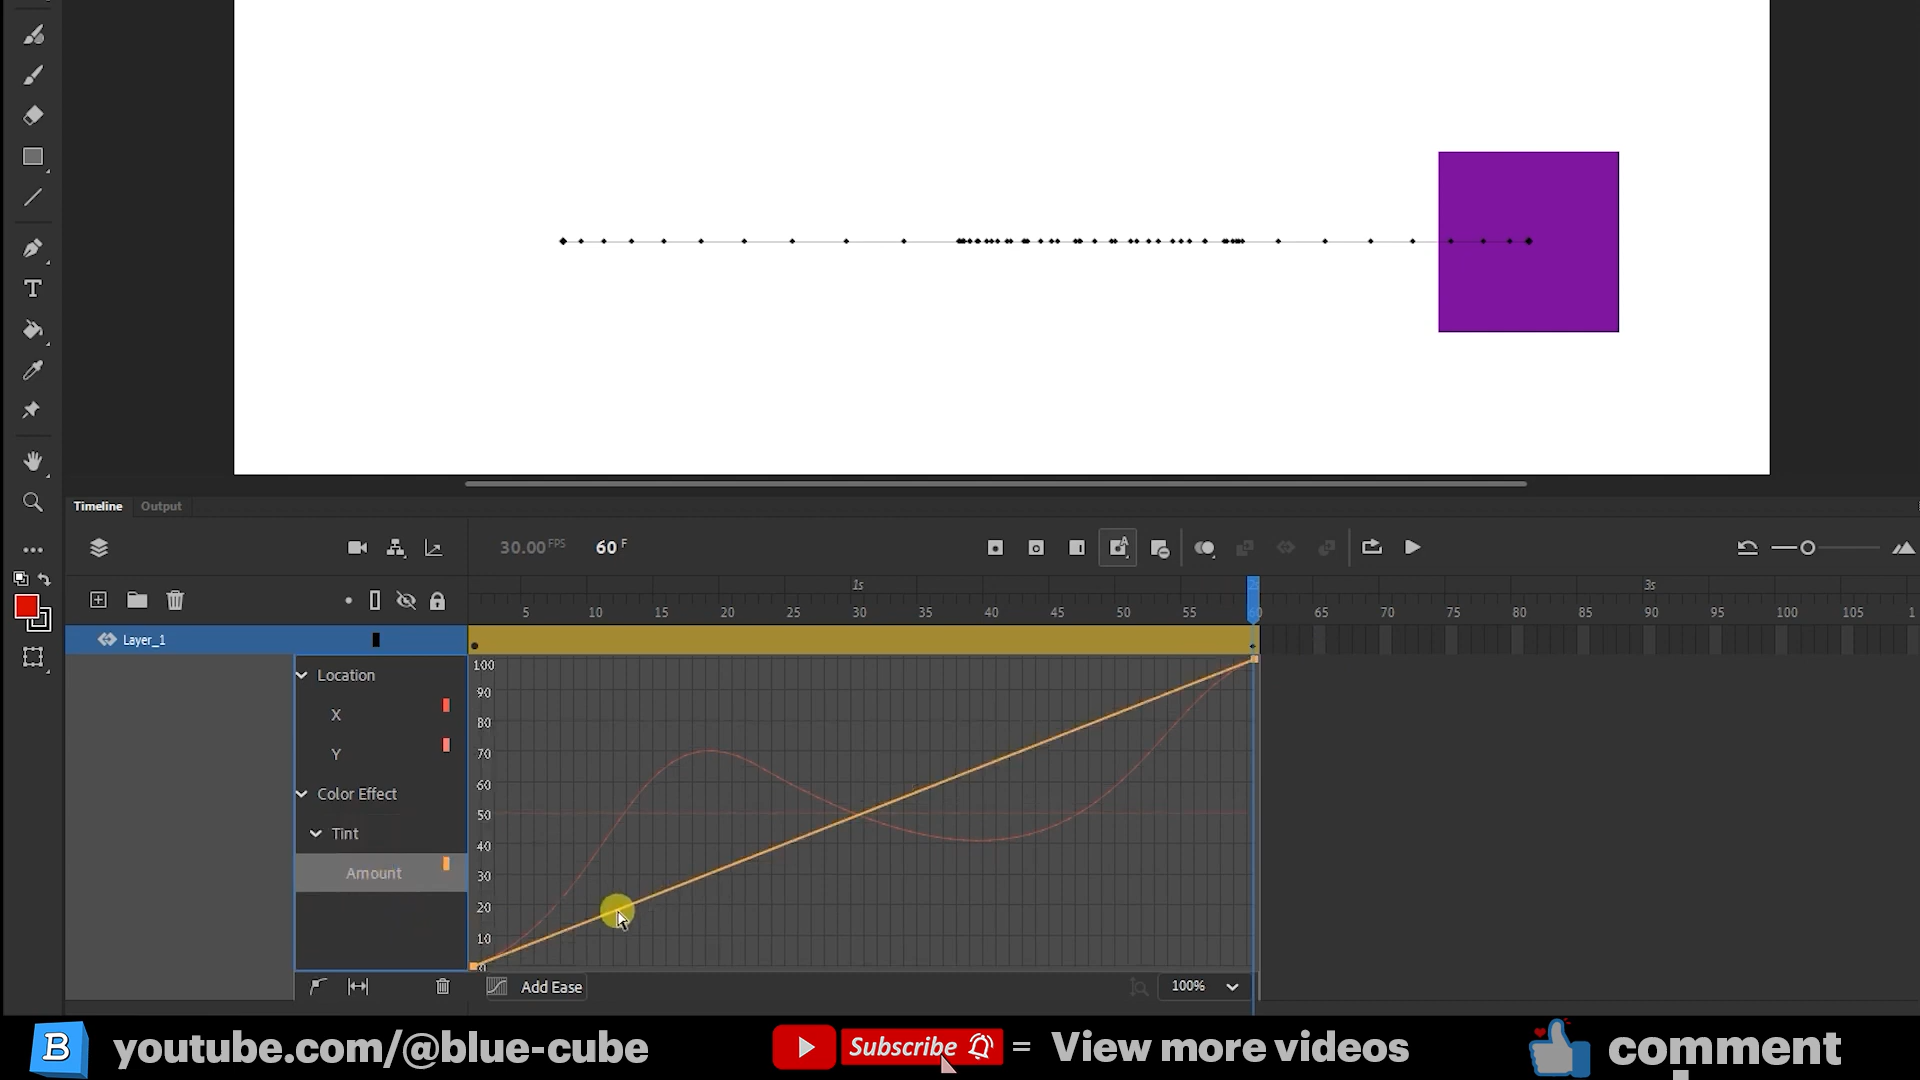 T
Timeline
Output
30.00 FPS
60 F
1s
3s
5
10
15
20
25
30
35
40
45
50
55
60
65
70
75
80
85
90
95
100
105
Layer_1
Location
X
Y
Color Effect
Tint
Amount
100
90
80
70
60
50
40
30
20
10
Add Ease
100%
B
youtube.com/@blue-cube
Subscribe
= View more videos
comment